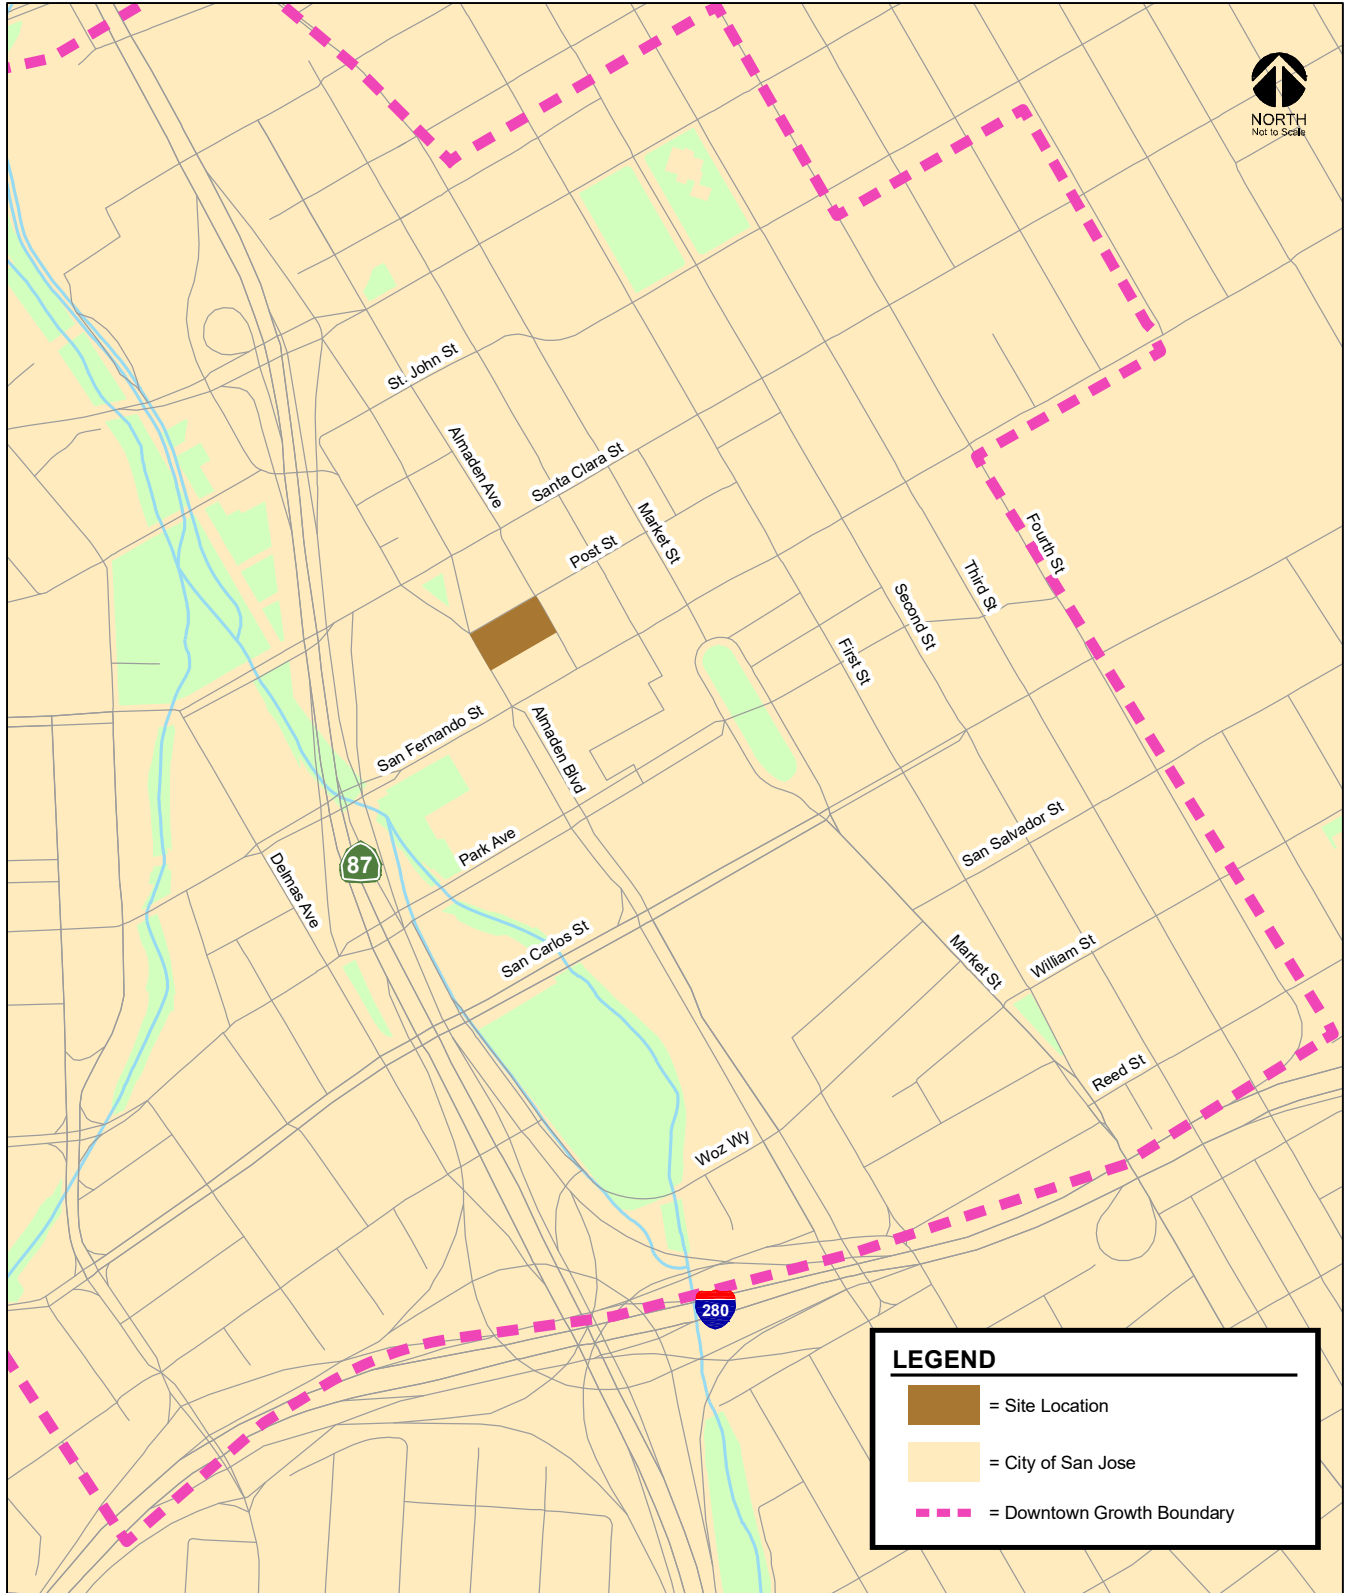 NORTH
Not to Scale
St. John St
Almaden Ave
Santa Clara St
Market St
Post St
Fourth St
Third St
Second St
First St
San Fernando St
Almaden Blvd
Park Ave
87
Delmas Ave
San Salvador St
San Carlos St
Market St
William St
Reed St
Woz Wy
280
LEGEND
= Site Location
= City of San Jose
= Downtown Growth Boundary